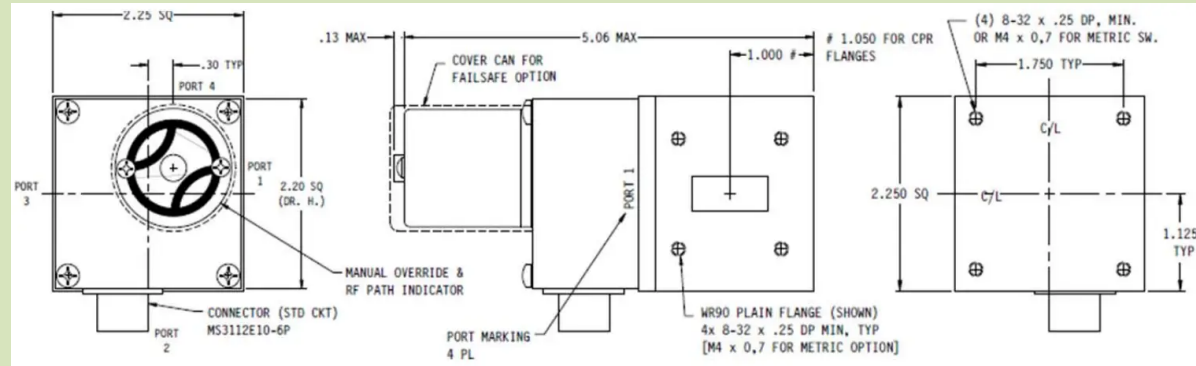 2.25 SQ
.30 TYP
PORT 4
PORT
1
PORT
3
2.20 SQ
(DR. H.)
MANUAL OVERRIDE &
RF PATH INDICATOR
CONNECTOR (STD CKT)
MS3112E10-6P
PORT
2
.13 MAX
5.06 MAX
COVER CAN FOR
FAILSAFE OPTION
1.000 #
# 1.050 FOR CPR
FLANGES
PORT 1
PORT MARKING
4 PL
WR90 PLAIN FLANGE (SHOWN)
4x 8-32 x .25 DP MIN, TYP
[M4 x 0,7 FOR METRIC OPTION]
(4) 8-32 x .25 DP, MIN.
OR M4 x 0,7 FOR METRIC SW.
1.750 TYP
C/L
2.250 SQ
C/L
1.125
TYP